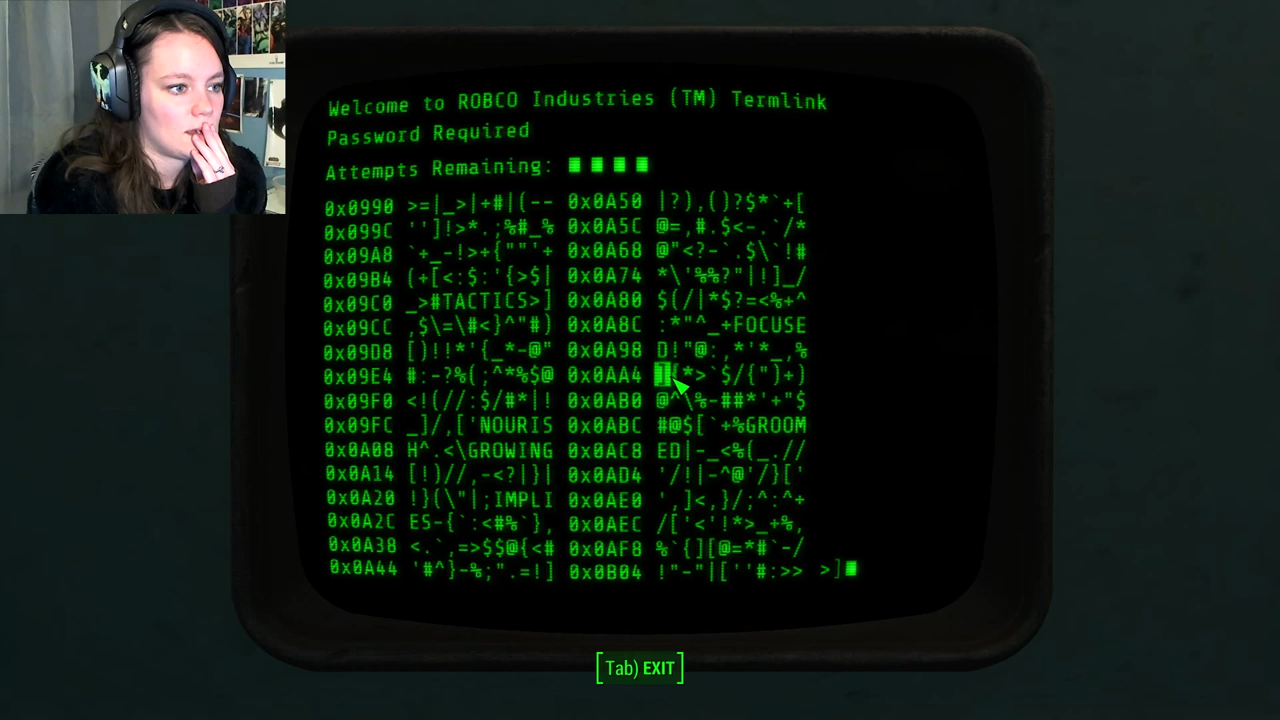 Welcome to ROBCO Industries (TM) Termlink
Password Required
Attempts Remaining:
0x0990 >=|_>|+#|(-- 0x0A50 |?),()?$*`+[
0x099C '']!>*.;%#_% 0x0A5C @=,#.$<-.`/*
0x09A8 `+_-!>+{""'+ 0x0A68 @"<?-`.$\`!#
0x09B4 (+[<:$:'{>$| 0x0A74 *\'%%?"|!]_/
0x09C0 _>#TACTICS>] 0x0A80 $(/|*$?=<%+^
0x09CC ,$\=\#<}^"#) 0x0A8C :*"^_+FOCUSE
0x09D8 [)!!*'{_*-@" 0x0A98 D!"@:,*'*_,%
0x09E4 #:-?%(;^*%$@ 0x0AA4 {*>`$/{")+)
0x09F0 <!(//:$/#*|! 0x0AB0 @^\%-##*'+"$
0x09FC _]/,['NOURIS 0x0ABC #@$[`+%GROOM
0x0A08 H^.<\GROWING 0x0AC8 ED|-_<%(_.//
0x0A14 [!)//,-<?|}| 0x0AD4 '/!|-^@'/}['
0x0A20 !}(\"|;IMPLI 0x0AE0 ',]<,}/;^:^+
0x0A2C ES-{`:<#%`}, 0x0AEC /['<'!*>_+%,
0x0A38 <.`,=>$$@{<# 0x0AF8 %`{][@=*#`-/
0x0A44 '#^}-%;".=!] 0x0B04 !"-"|[''#:>> >]
[Tab) EXIT]